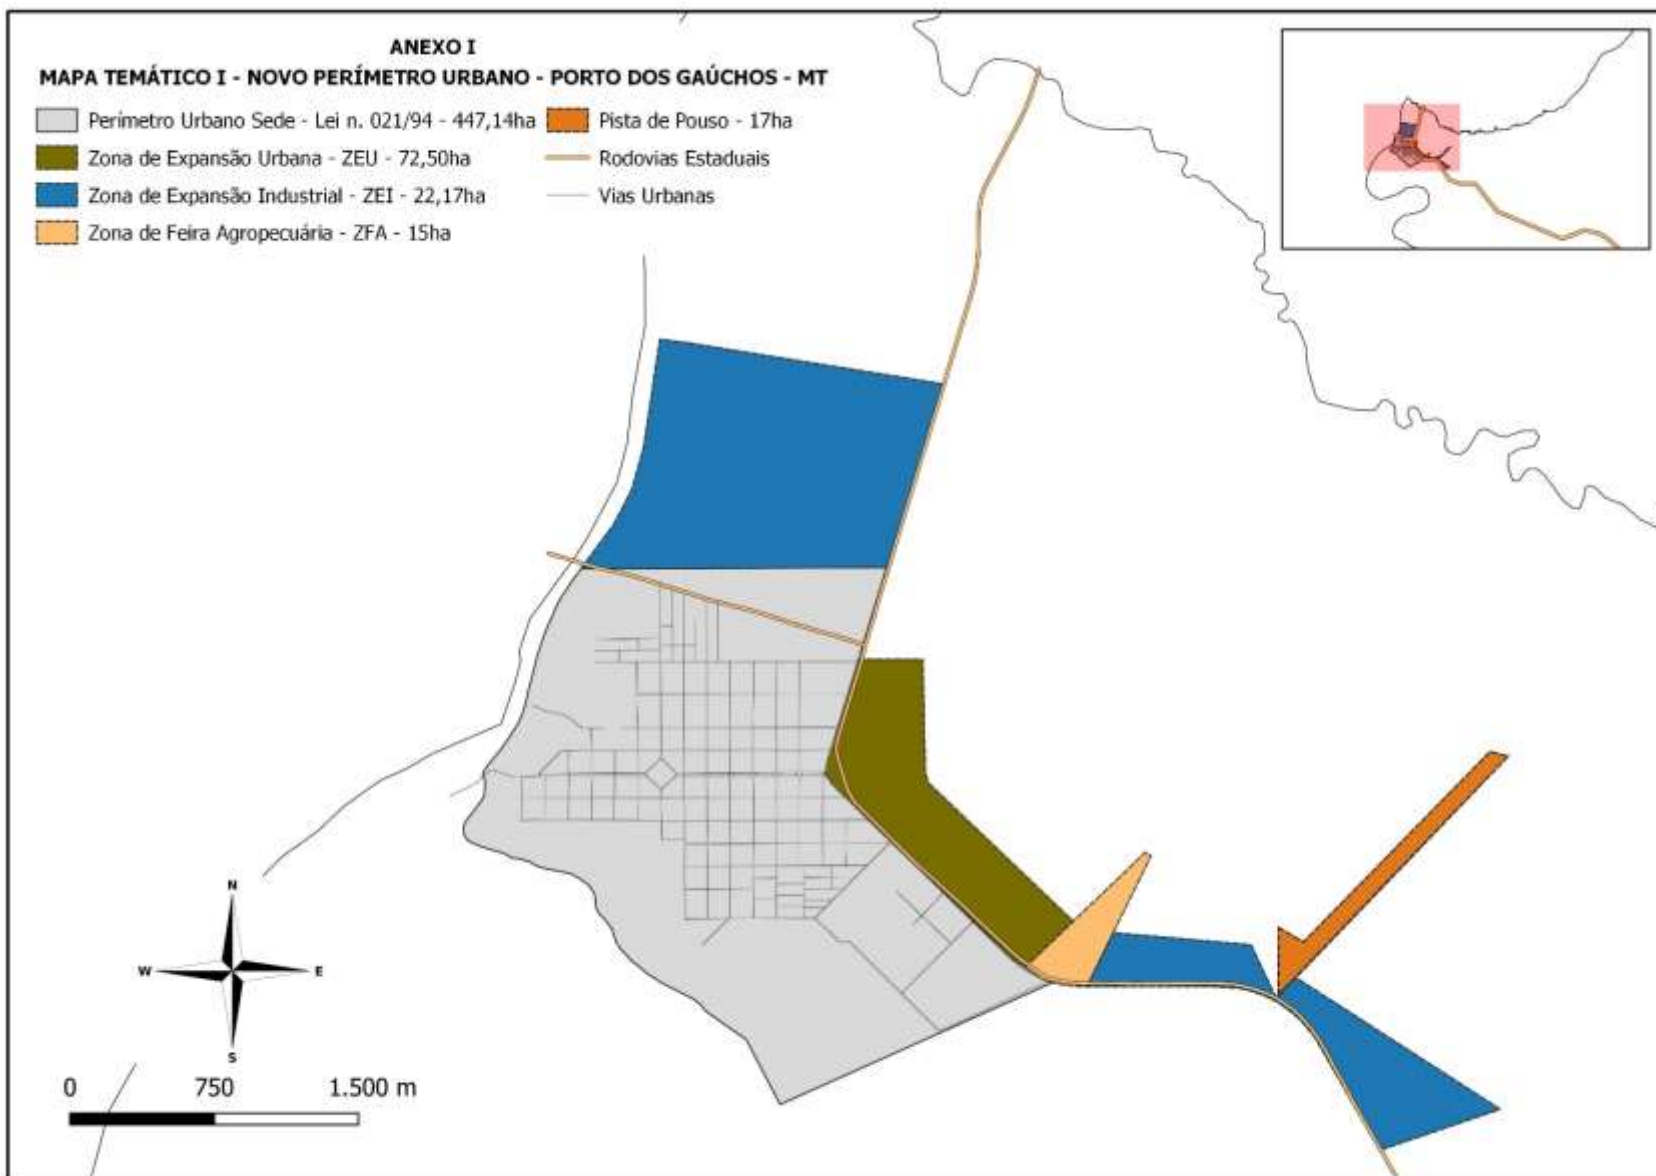 ANEXO I
MAPA TEMÁTICO I - NOVO PERÍMETRO URBANO - PORTO DOS GAÚCHOS - MT
Perímetro Urbano Sede - Lei n. 021/94 - 447,14ha
Zona de Expansão Urbana - ZEU - 72,50ha
Zona de Expansão Industrial - ZEI - 22,17ha
Zona de Feira Agropecuária - ZFA - 15ha
Pista de Pouso - 17ha
Rodovias Estaduais
Vias Urbanas
N
W
E
S
0 750 1.500 m